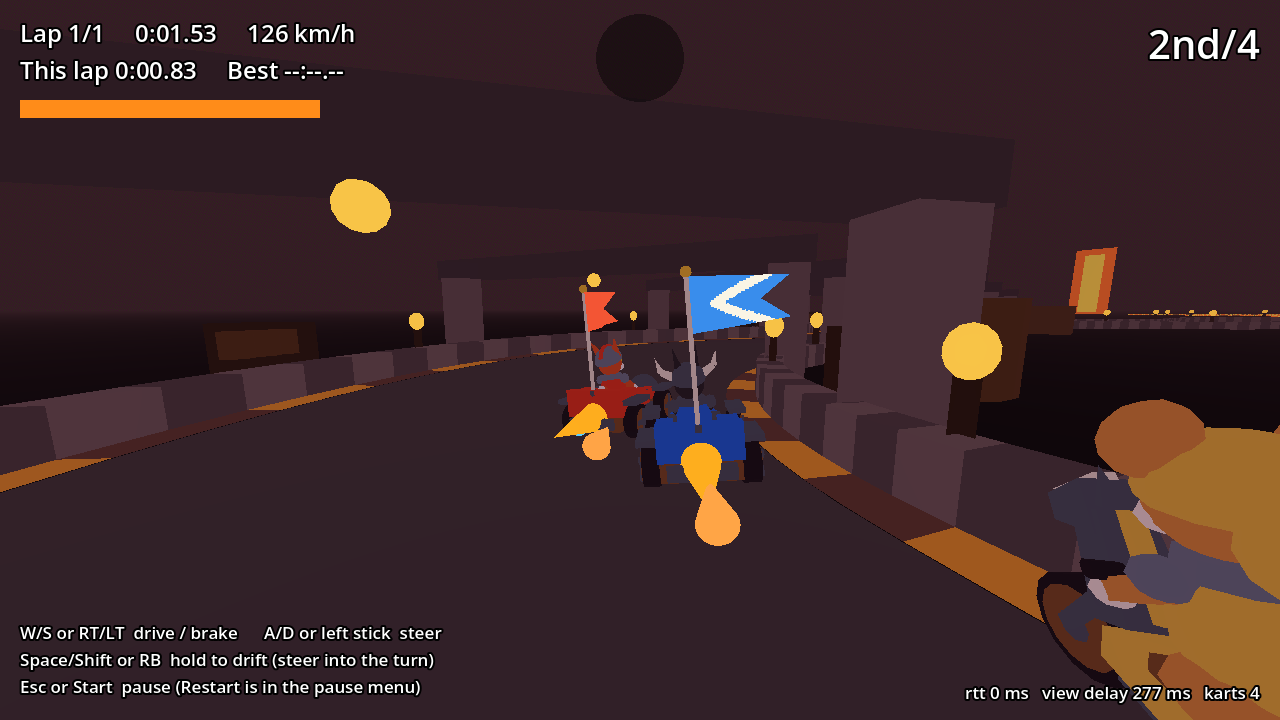 Lap 1/1 0:01.53 126 km/h
2nd/4
This lap 0:00.83 Best --:--.--
W/S or RT/LT drive / brake A/D or left stick steer
Space/Shift or RB hold to drift (steer into the turn)
Esc or Start pause (Restart is in the pause menu)
rtt 0 ms view delay 277 ms karts 4